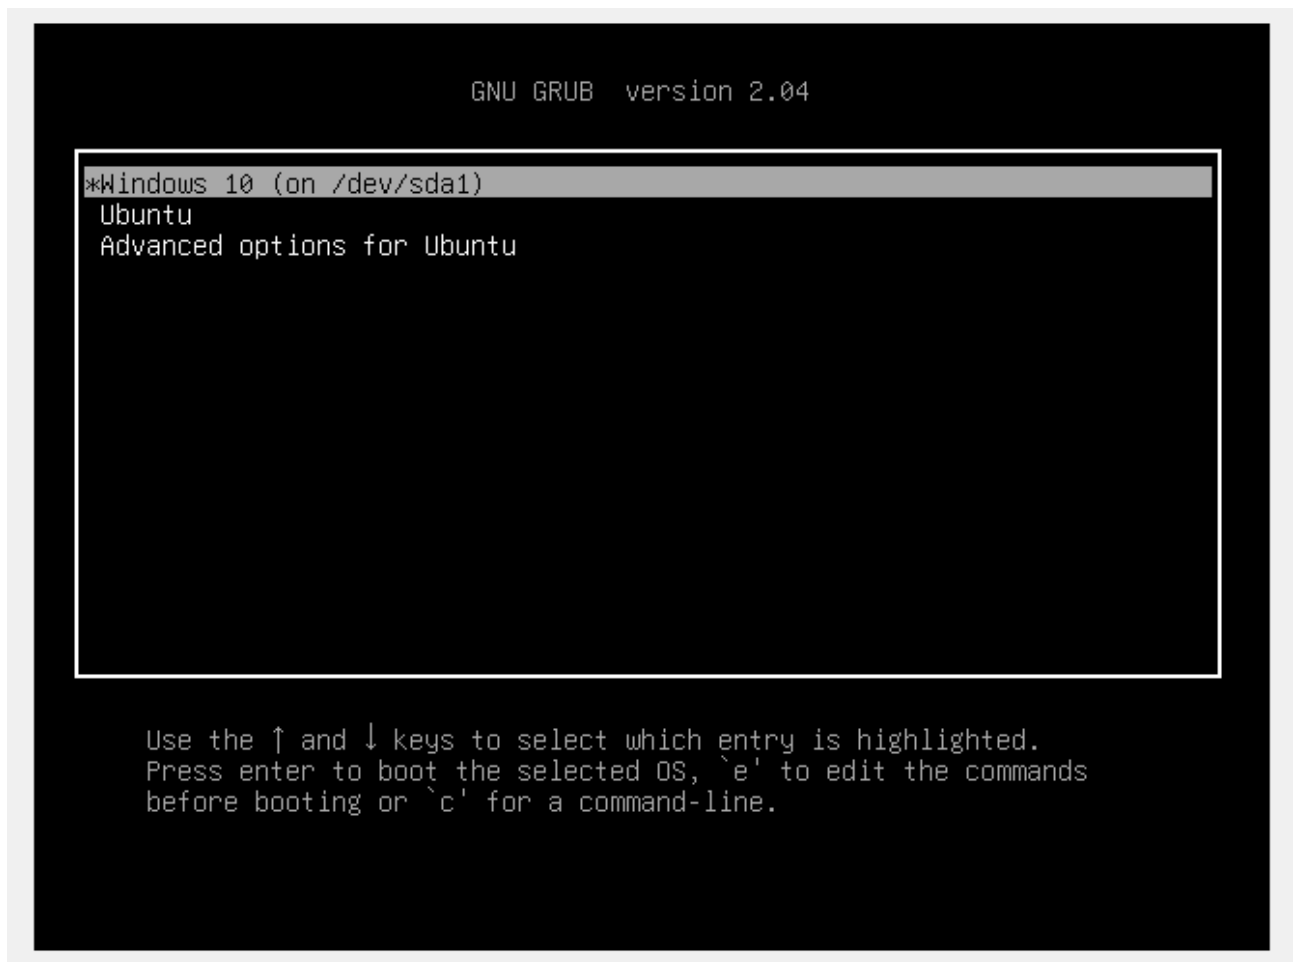 GNU GRUB  version 2.04
*Windows 10 (on /dev/sda1)
Ubuntu
Advanced options for Ubuntu
Use the ↑ and ↓ keys to select which entry is highlighted.
Press enter to boot the selected OS, `e' to edit the commands
before booting or `c' for a command-line.